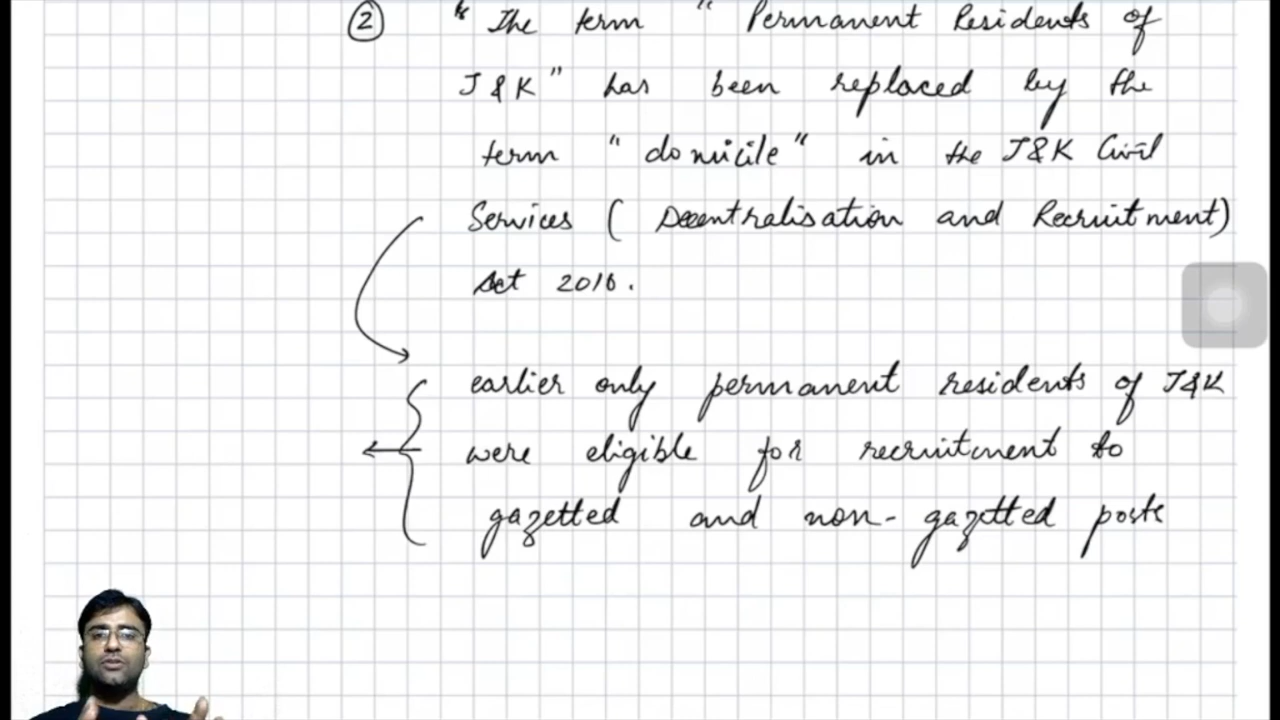 ② " The term " Permanent Residents of
J&K" has been replaced by the
term "domicile" in the J&K Civil
Services ( Decentralisation and Recruitment)
Act 2010.
earlier only permanent residents of J&K
were eligible for recruitment to
gazetted and non-gazetted posts